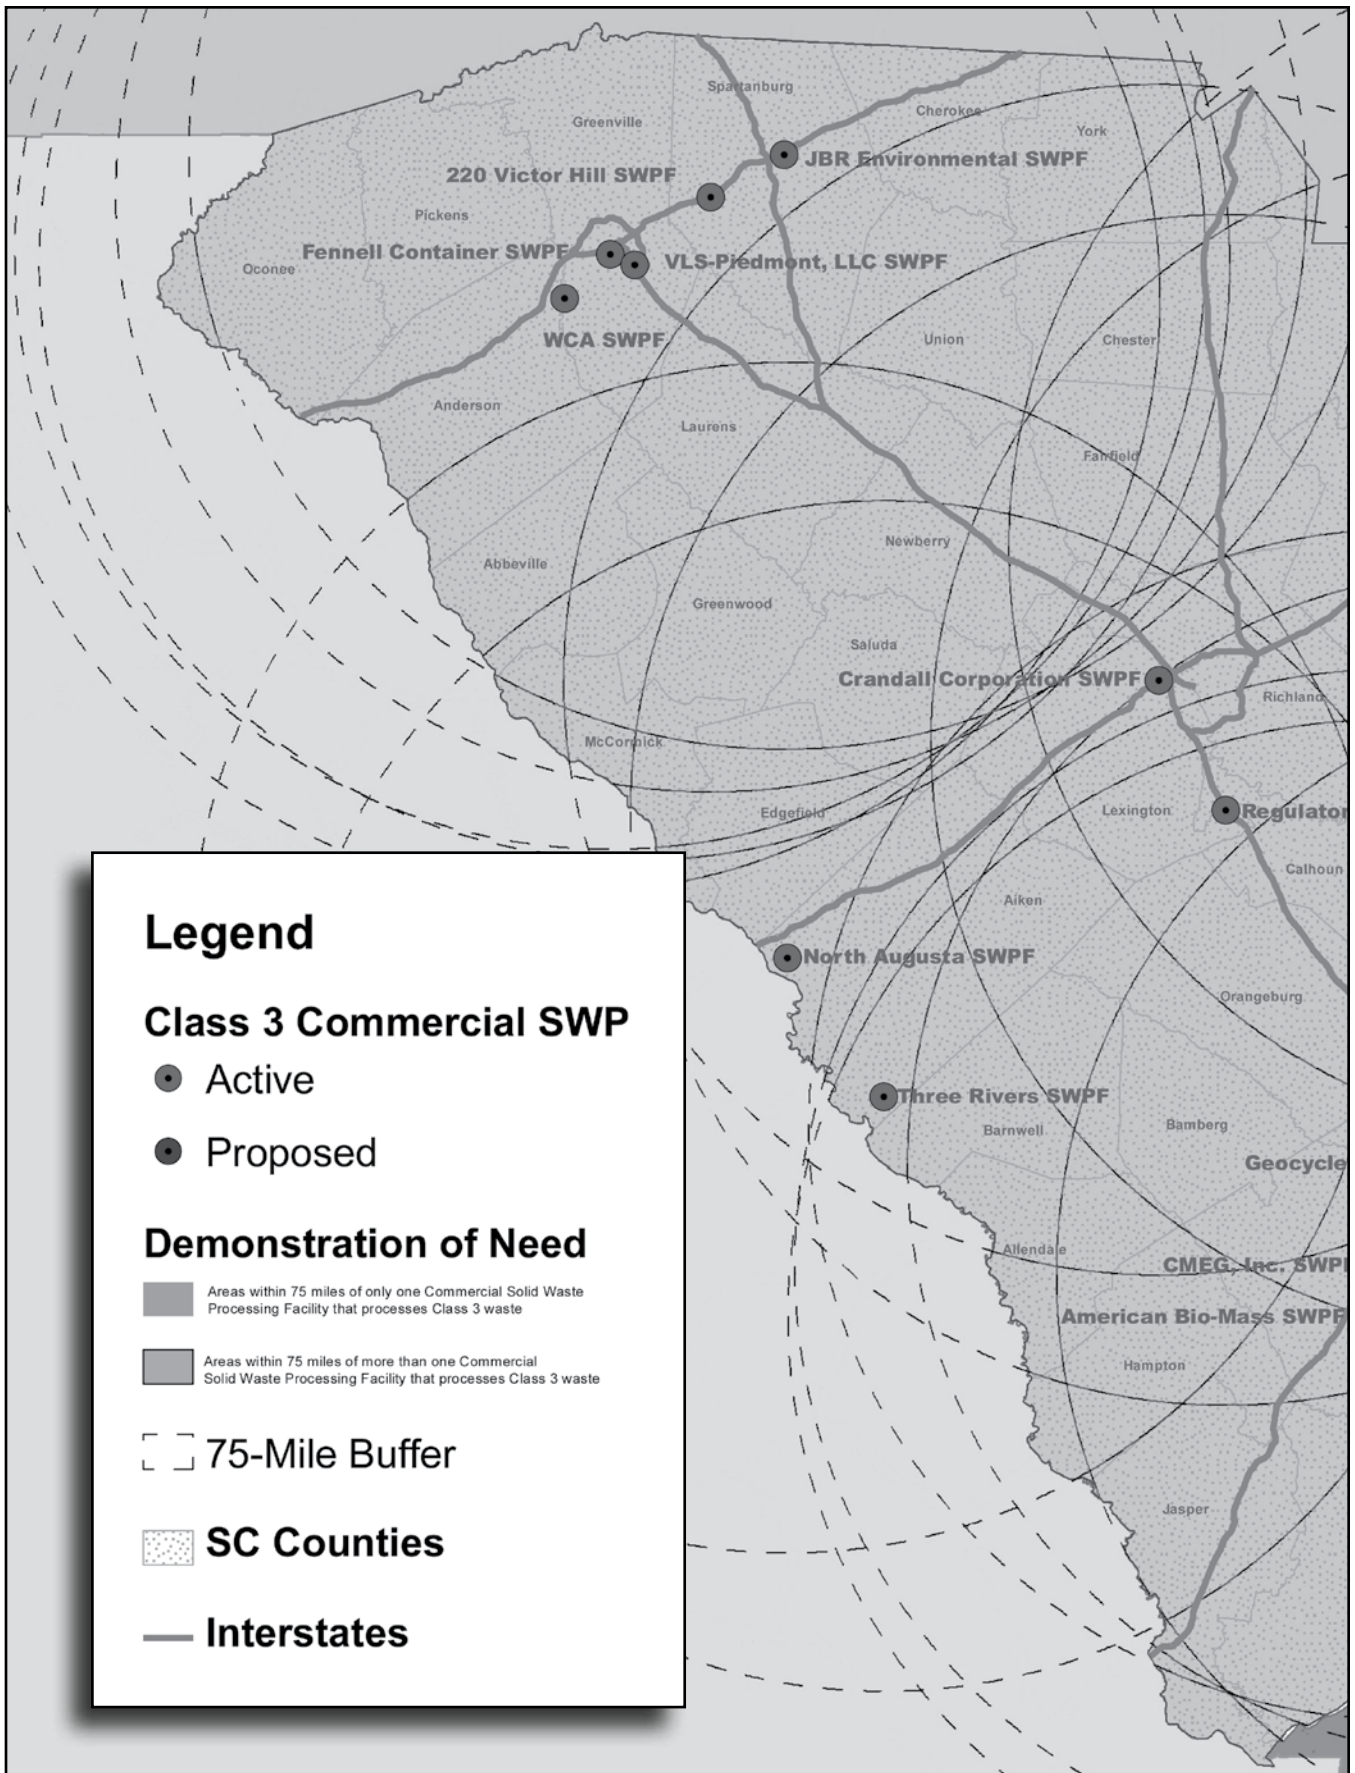 Spartanburg
Cherokee
Greenville
York
JBR Environmental SWPF
220 Victor Hill SWPF
Pickens
Fennell Container SWPF
VLS-Piedmont, LLC SWPF
Oconee
WCA SWPF
Union
Chester
Anderson
Laurens
Fairfield
Newberry
Abbeville
Greenwood
Saluda
Crandall Corporation SWPF
Richland
McCormick
Edgefield
Lexington
Regulator
Calhoun
Aiken
North Augusta SWPF
Orangeburg
Three Rivers SWPF
Barnwell
Bamberg
Geocycle
Allendale
CMEG, Inc. SWP
American Bio-Mass SWPF
Hampton
Jasper
Legend
Class 3 Commercial SWP
Active
Proposed
Demonstration of Need
Areas within 75 miles of only one Commercial Solid Waste
Processing Facility that processes Class 3 waste
Areas within 75 miles of more than one Commercial
Solid Waste Processing Facility that processes Class 3 waste
75-Mile Buffer
SC Counties
Interstates